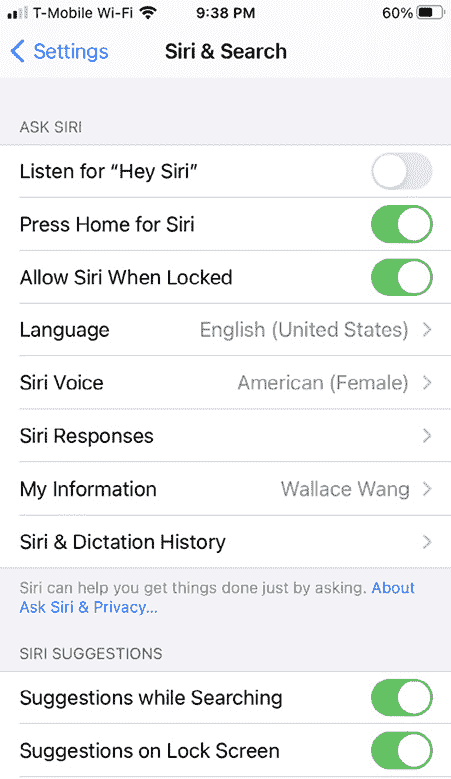 T-Mobile Wi-Fi 9:38 PM 60%
Settings Siri & Search
ASK SIRI
Listen for “Hey Siri”
Press Home for Siri
Allow Siri When Locked
Language English (United States)
Siri Voice American (Female)
Siri Responses
My Information Wallace Wang
Siri & Dictation History
Siri can help you get things done just by asking. About
Ask Siri & Privacy...
SIRI SUGGESTIONS
Suggestions while Searching
Suggestions on Lock Screen